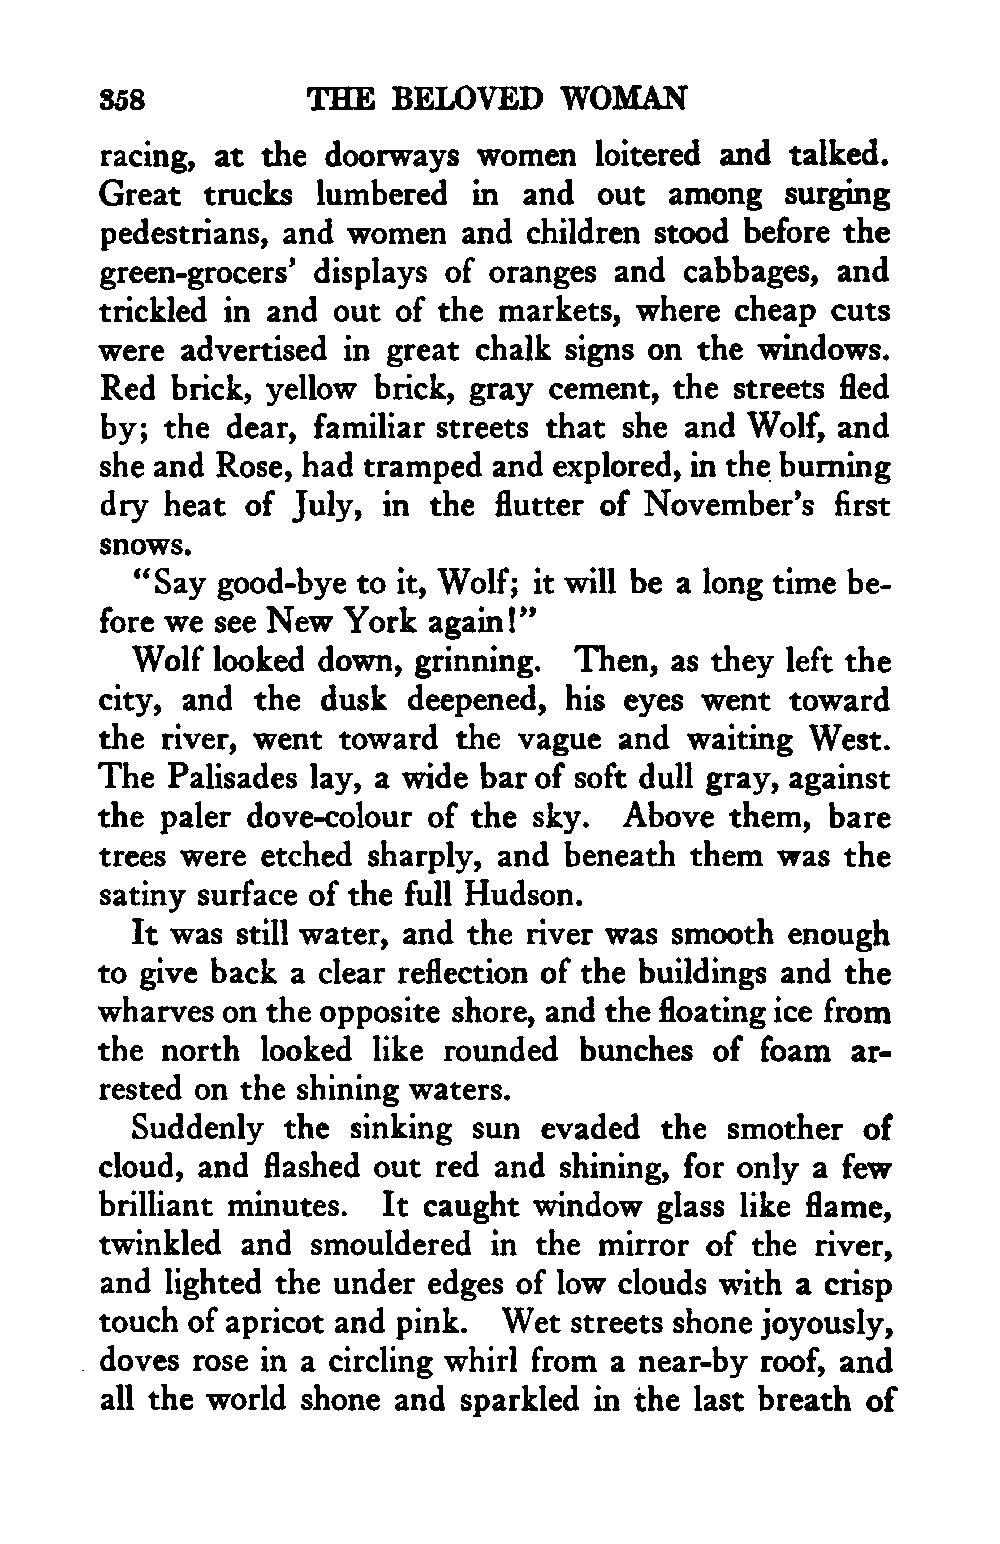 358 THE BELOVED WOMAN
racing, at the doorways women loitered and talked.
Great trucks lumbered in and out among surging
pedestrians, and women and children stood before the
green-grocers' displays of oranges and cabbages, and
trickled in and out of the markets, where cheap cuts
were advertised in great chalk signs on the windows.
Red brick, yellow brick, gray cement, the streets fled
by; the dear, familiar streets that she and Wolf, and
she and Rose, had tramped and explored, in the burning
dry heat of July, in the flutter of November's first
snows.
"Say good-bye to it, Wolf; it will be a long time be-
fore we see New York again!"
Wolf looked down, grinning. Then, as they left the
city, and the dusk deepened, his eyes went toward
the river, went toward the vague and waiting West.
The Palisades lay, a wide bar of soft dull gray, against
the paler dove-colour of the sky. Above them, bare
trees were etched sharply, and beneath them was the
satiny surface of the full Hudson.
It was still water, and the river was smooth enough
to give back a clear reflection of the buildings and the
wharves on the opposite shore, and the floating ice from
the north looked like rounded bunches of foam ar-
rested on the shining waters.
Suddenly the sinking sun evaded the smother of
cloud, and flashed out red and shining, for only a few
brilliant minutes. It caught window glass like flame,
twinkled and smouldered in the mirror of the river,
and lighted the under edges of low clouds with a crisp
touch of apricot and pink. Wet streets shone joyously,
doves rose in a circling whirl from a near-by roof, and
all the world shone and sparkled in the last breath of